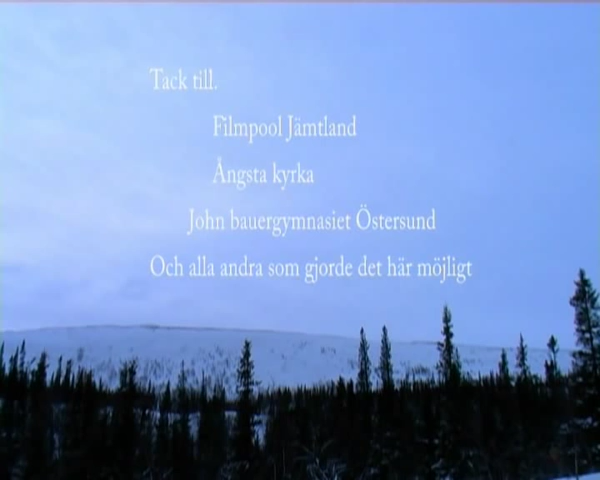 Tack till.
Filmpool Jämtland
Ångsta kyrka
John bauergymnasiet Östersund
Och alla andra som gjorde det här möjligt